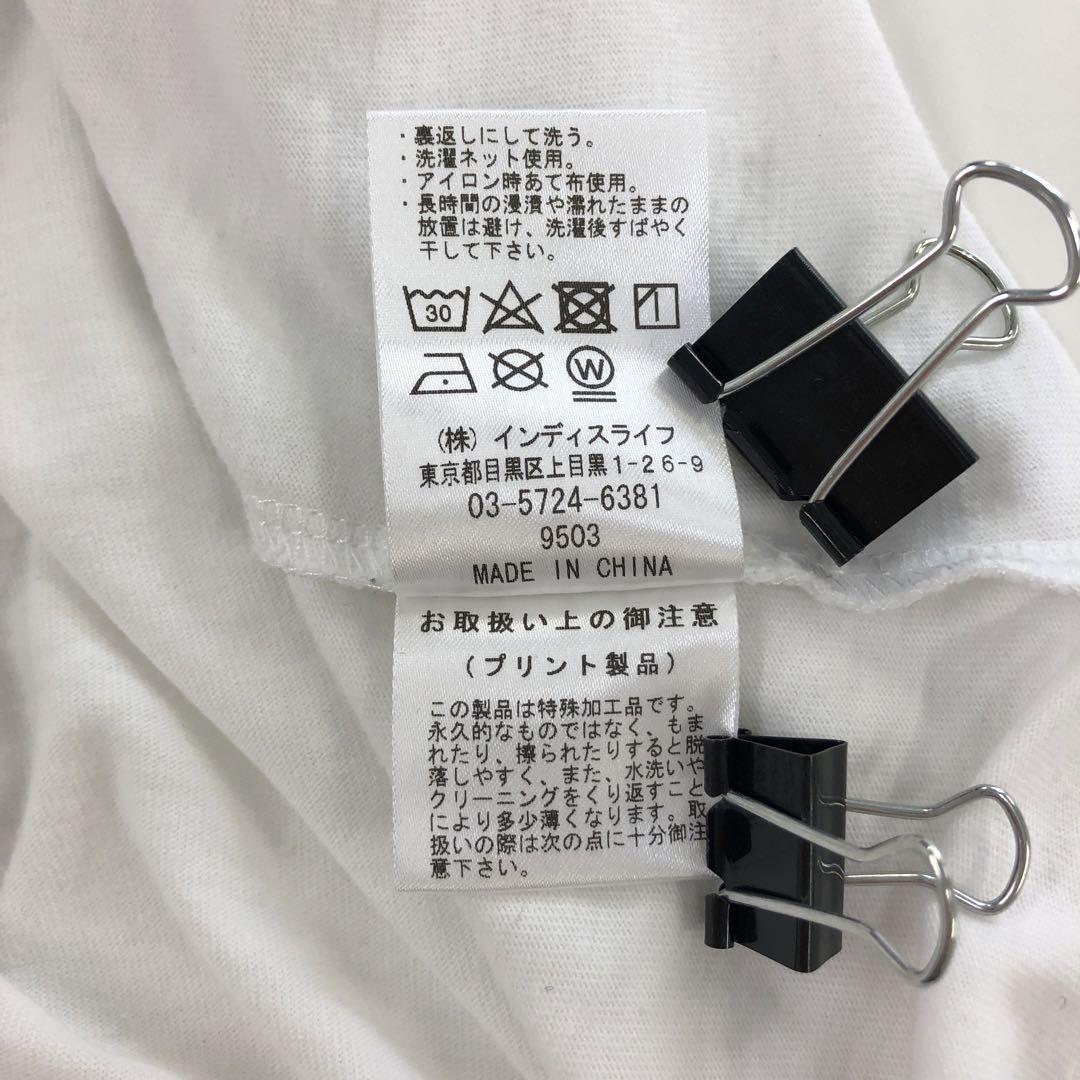 ・裏返しにして洗う。
・洗濯ネット使用。
・アイロン時あて布使用。
・長時間の浸漬や濡れたままの
放置は避け、洗濯後すばやく
干して下さい。
30
W
(株) インディスライフ
東京都目黒区上目黒1-26-9
03-5724-6381
9503
MADE IN CHINA
お取扱い上の御注意
(プリント製品)
この製品は特殊加工品です。
永久的なものではなく、もま
れたり、擦られたりすると脱
落しやすく、また、水洗いや
クリーニングをくり返すこと
により多少薄くなります。取
扱いの際は次の点に十分御注
意下さい。